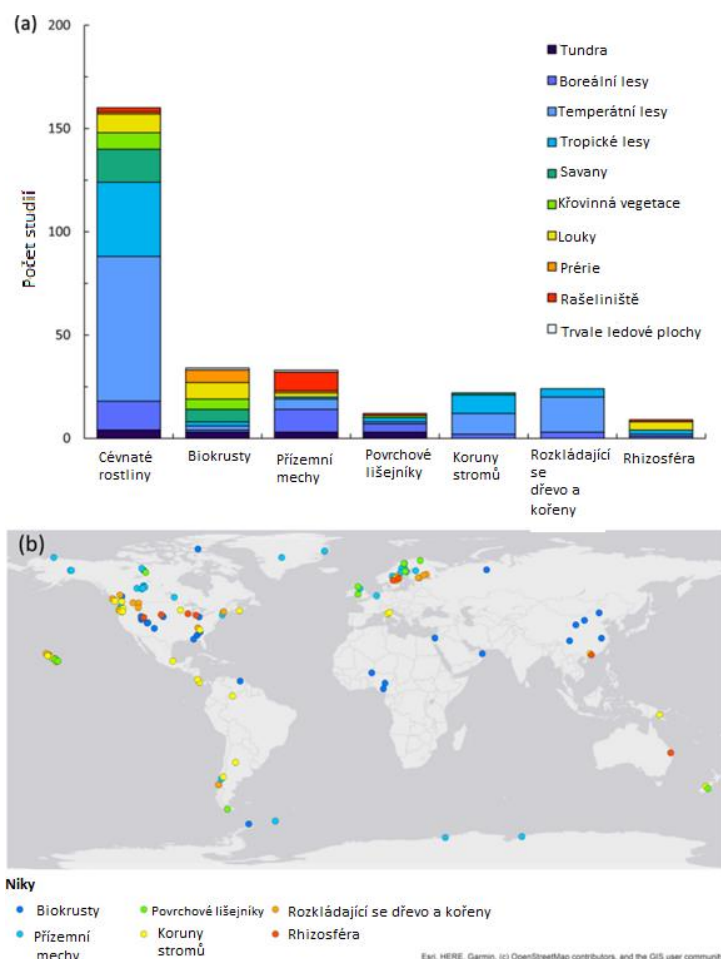 (a)
200
150
100
50
0
Počet studií
Tundra
Boreální lesy
Temperátní lesy
Tropické lesy
Savany
Křovinná vegetace
Louky
Prérie
Rašeliniště
Trvale ledové plochy
Cévnaté
rostliny
Biokrusty
Přízemní
mechy
Povrchové
lišejníky
Koruny
stromů
Rozkládající
se
dřevo a
kořeny
Rhizosféra
(b)
Niky
Biokrusty
Povrchové lišejníky
Rozkládající se dřevo a kořeny
Přízemní
mechy
Koruny
stromů
Rhizosféra
Esri, HERE, Garmin, (c) OpenStreetMap contributors, and the GIS user community